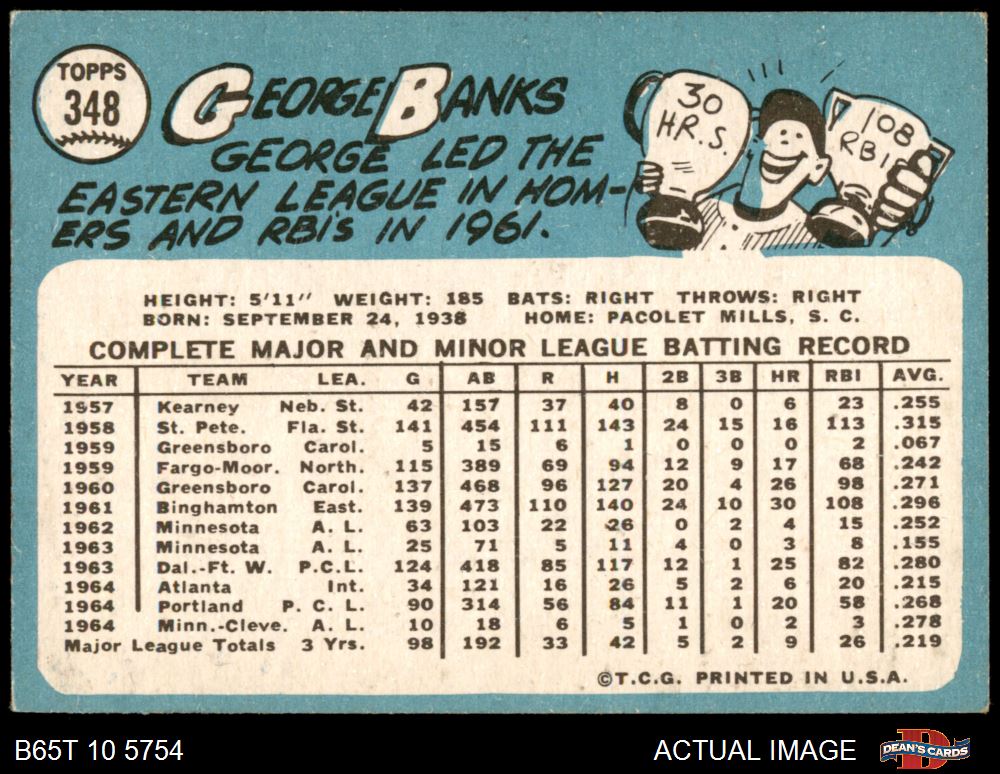 TOPPS
348
GEORGE BANKS
GEORGE LED THE
EASTERN LEAGUE IN HOM-
ERS AND RBI'S IN 1961.
30
HR.S.
108
RBI
HEIGHT: 5'11" WEIGHT: 185 BATS: RIGHT THROWS: RIGHT
BORN: SEPTEMBER 24, 1938 HOME: PACOLET MILLS, S. C.
COMPLETE MAJOR AND MINOR LEAGUE BATTING RECORD
YEAR TEAM LEA. G AB R H 2B 3B HR RBI AVG.
1957 Kearney Neb. St. 42 157 37 40 8 0 6 23 .255
1958 St. Pete. Fla. St. 141 454 111 143 24 15 16 113 .315
1959 Greensboro Carol. 5 15 6 1 0 0 0 2 .067
1959 Fargo-Moor. North. 115 389 69 94 12 9 17 68 .242
1960 Greensboro Carol. 137 468 96 127 20 4 26 98 .271
1961 Binghamton East. 139 473 110 140 24 10 30 108 .296
1962 Minnesota A. L. 63 103 22 26 0 2 4 15 .252
1963 Minnesota A. L. 25 71 5 11 4 0 3 8 .155
1963 Dal.-Ft. W. P.C.L. 124 418 85 117 12 1 25 82 .280
1964 Atlanta Int. 34 121 16 26 5 2 6 20 .215
1964 Portland P. C. L. 90 314 56 84 11 1 20 58 .268
1964 Minn.-Cleve. A. L. 10 18 6 5 1 0 2 3 .278
Major League Totals 3 Yrs. 98 192 33 42 5 2 9 26 .219
©T.C.G. PRINTED IN U.S.A.
B65T 10 5754 ACTUAL IMAGE DEAN'S CARDS